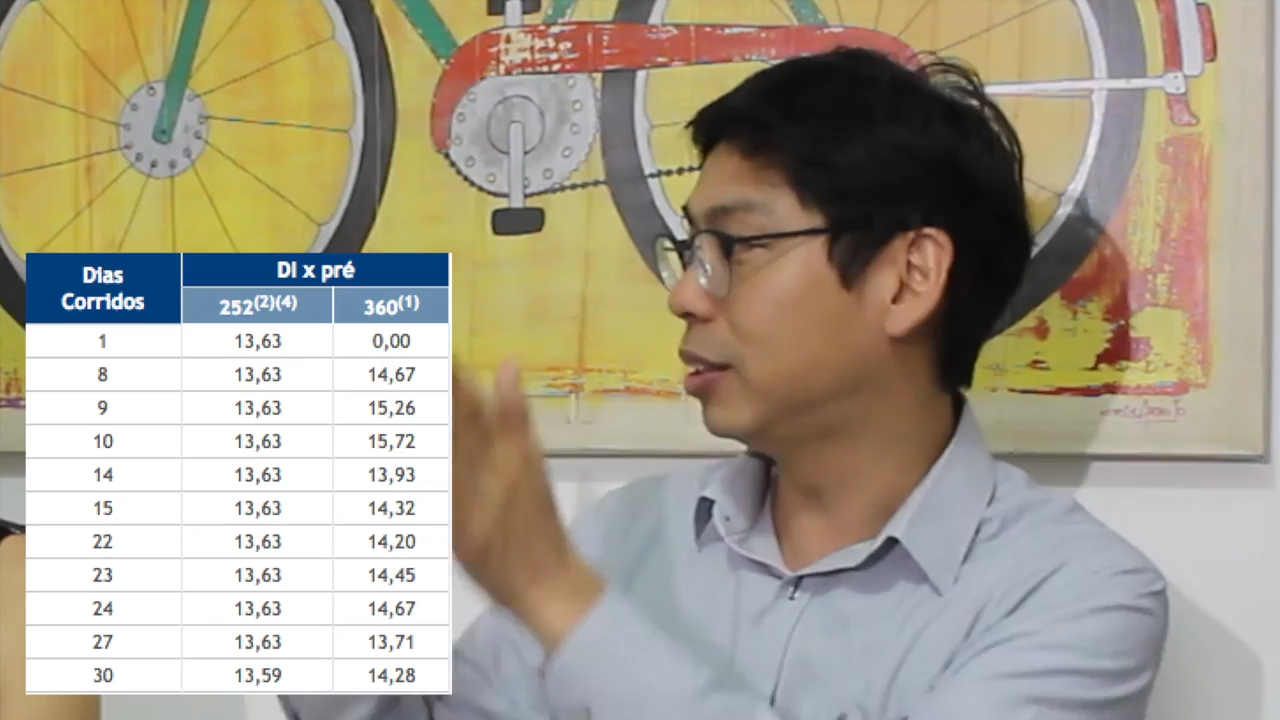 Dias Corridos DI x pré
252(2)(4) 360(1)
1 13,63 0,00
8 13,63 14,67
9 13,63 15,26
10 13,63 15,72
14 13,63 13,93
15 13,63 14,32
22 13,63 14,20
23 13,63 14,45
24 13,63 14,67
27 13,63 13,71
30 13,59 14,28